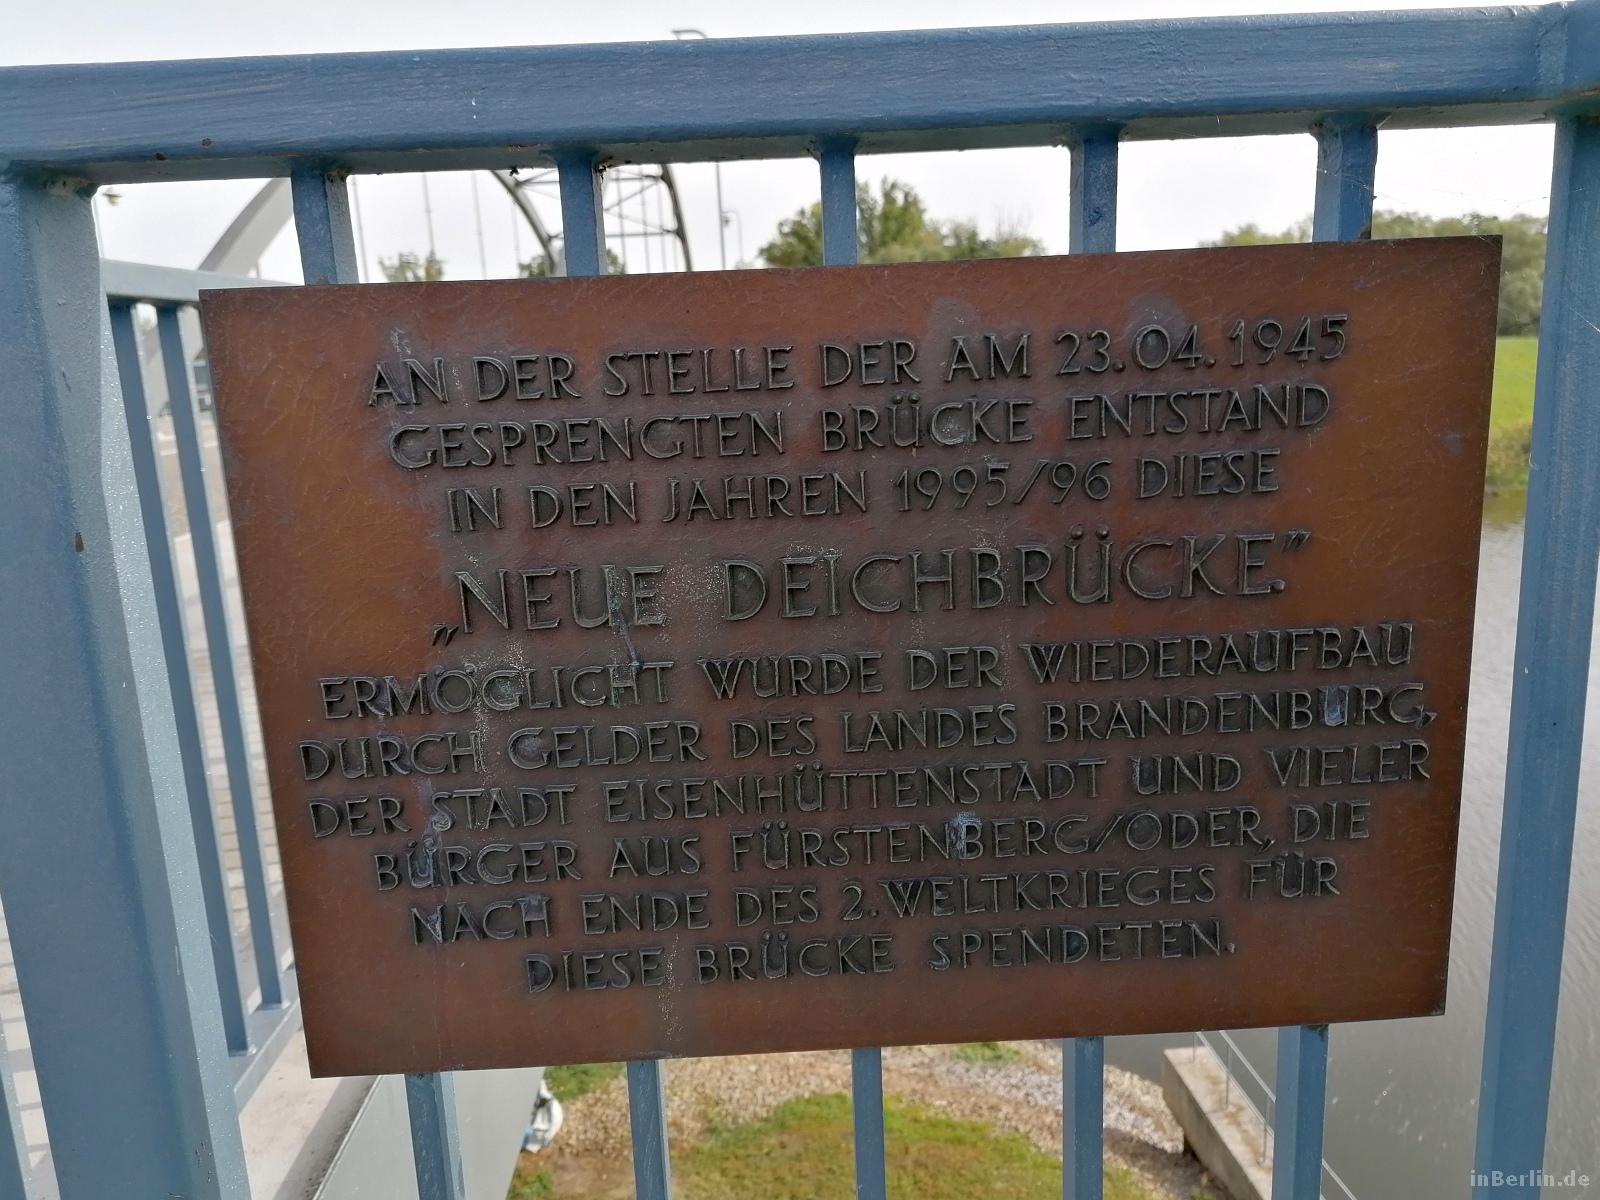 AN DER STELLE DER AM 23.04.1945
GESPRENGTEN BRÜCKE ENTSTAND
IN DEN JAHREN 1995/96 DIESE
„NEUE DEICHBRÜCKE.”
ERMÖGLICHT WURDE DER WIEDERAUFBAU
DURCH GELDER DES LANDES BRANDENBURG,
DER STADT EISENHÜTTENSTADT UND VIELER
BÜRGER AUS FÜRSTENBERG/ODER, DIE
NACH ENDE DES 2. WELTKRIEGES FÜR
DIESE BRÜCKE SPENDETEN.
inBerlin.de